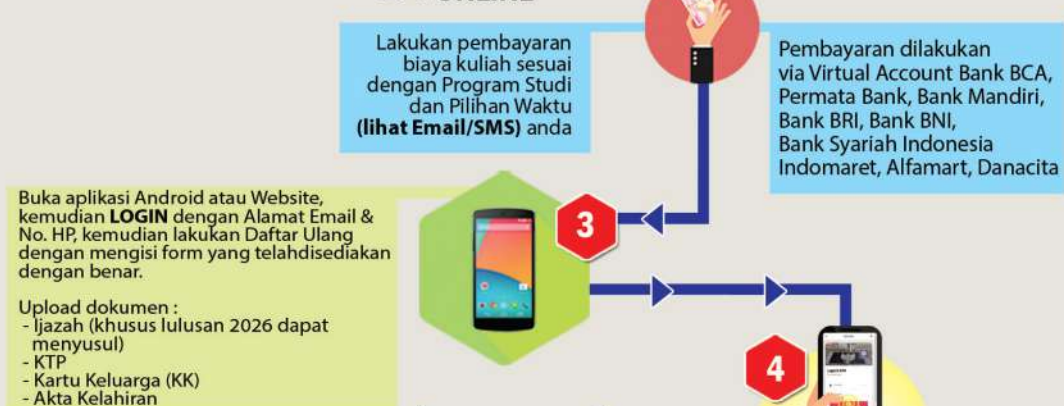 ONLINE
Lakukan pembayaran
biaya kuliah sesuai
dengan Program Studi
dan Pilihan Waktu
(lihat Email/SMS) anda
Pembayaran dilakukan
via Virtual Account Bank BCA,
Permata Bank, Bank Mandiri,
Bank BRI, Bank BNI,
Bank Syariah Indonesia
Indomaret, Alfamart, Danacita
Buka aplikasi Android atau Website,
kemudian LOGIN dengan Alamat Email &
No. HP, kemudian lakukan Daftar Ulang
dengan mengisi form yang telahdisediakan
dengan benar.
Upload dokumen :
- Ijazah (khusus lulusan 2026 dapat
menyusul)
- KTP
- Kartu Keluarga (KK)
- Akta Kelahiran
3
4